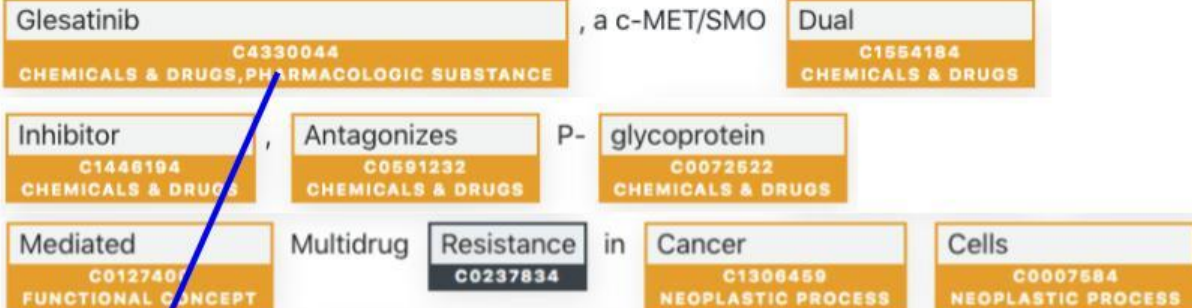 Glesatinib , a c-MET/SMO Dual
C4330044 C1554184
CHEMICALS & DRUGS,PHARMACOLOGIC SUBSTANCE CHEMICALS & DRUGS
Inhibitor , Antagonizes P- glycoprotein
C1446194 C0591232 C0072522
CHEMICALS & DRUGS CHEMICALS & DRUGS CHEMICALS & DRUGS
Mediated Multidrug Resistance in Cancer Cells
C0237834 C1306459 C0007584
FUNCTIONAL CONCEPT NEOPLASTIC PROCESS NEOPLASTIC PROCESS